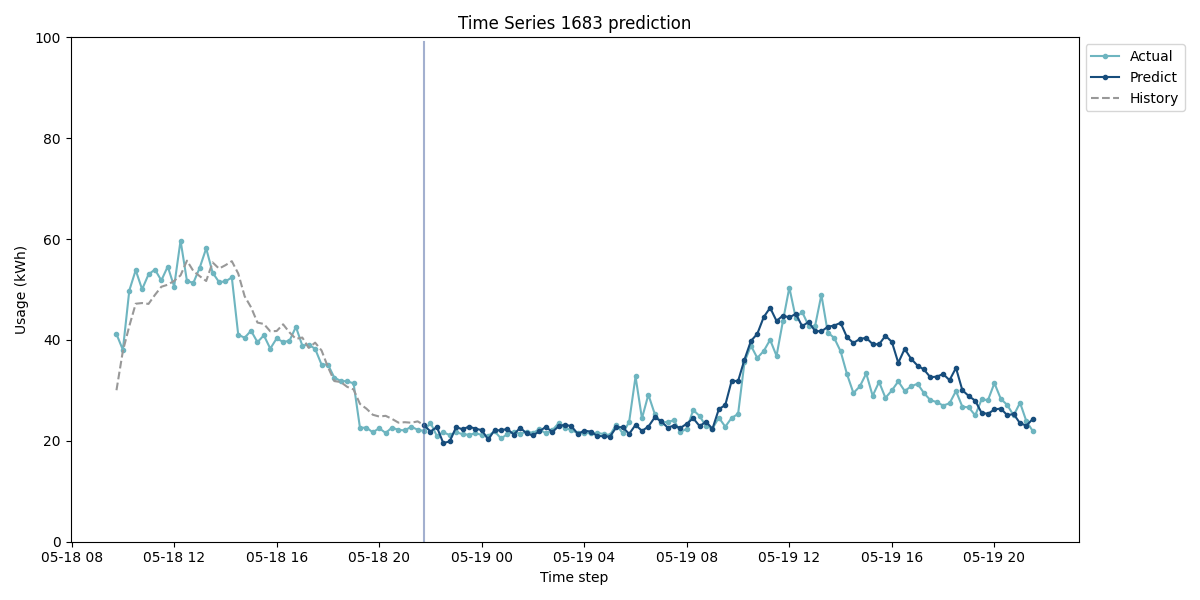 Time Series 1683 prediction
100
80
60
40
20
0
Usage (kWh)
05-18 08 05-18 12 05-18 16 05-18 20 05-19 00 05-19 04 05-19 08 05-19 12 05-19 16 05-19 20
Time step
Actual
Predict
History